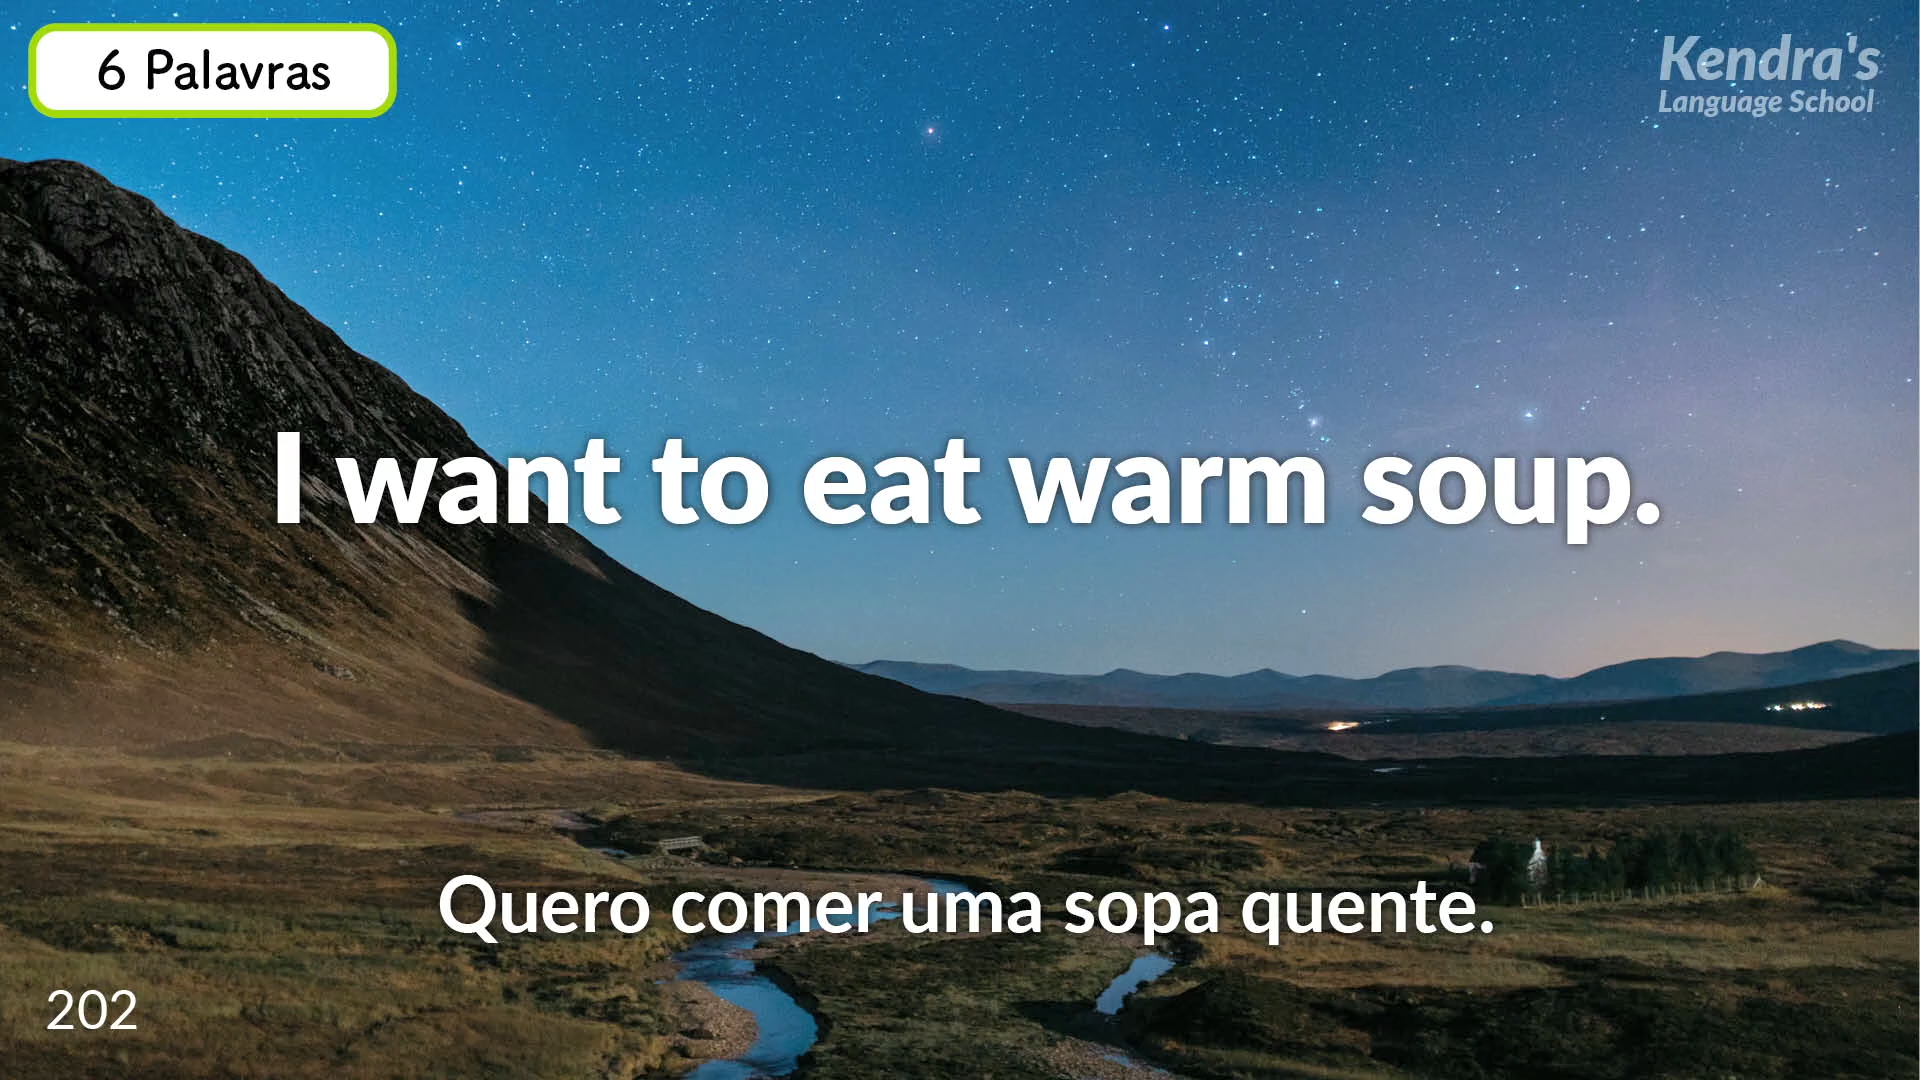 6 Palavras
Kendra's
Language School
I want to eat warm soup.
Quero comer uma sopa quente.
202